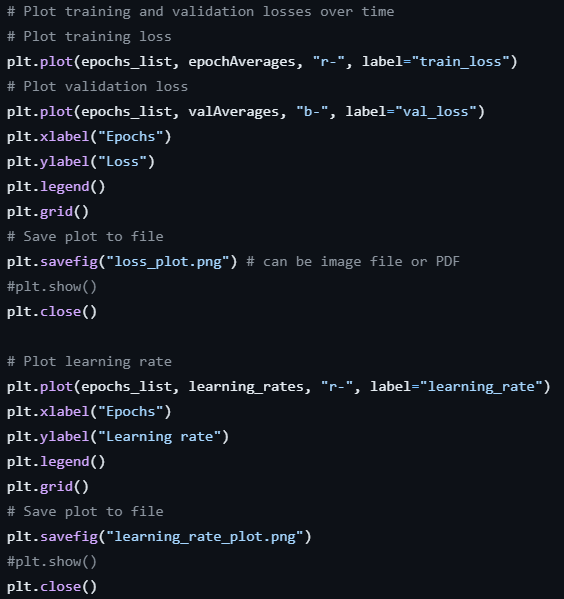 # Plot training and validation losses over time
# Plot training loss
plt.plot(epochs_list, epochAverages, "r-", label="train_loss")
# Plot validation loss
plt.plot(epochs_list, valAverages, "b-", label="val_loss")
plt.xlabel("Epochs")
plt.ylabel("Loss")
plt.legend()
plt.grid()
# Save plot to file
plt.savefig("loss_plot.png") # can be image file or PDF
#plt.show()
plt.close()

# Plot learning rate
plt.plot(epochs_list, learning_rates, "r-", label="learning_rate")
plt.xlabel("Epochs")
plt.ylabel("Learning rate")
plt.legend()
plt.grid()
# Save plot to file
plt.savefig("learning_rate_plot.png")
#plt.show()
plt.close()